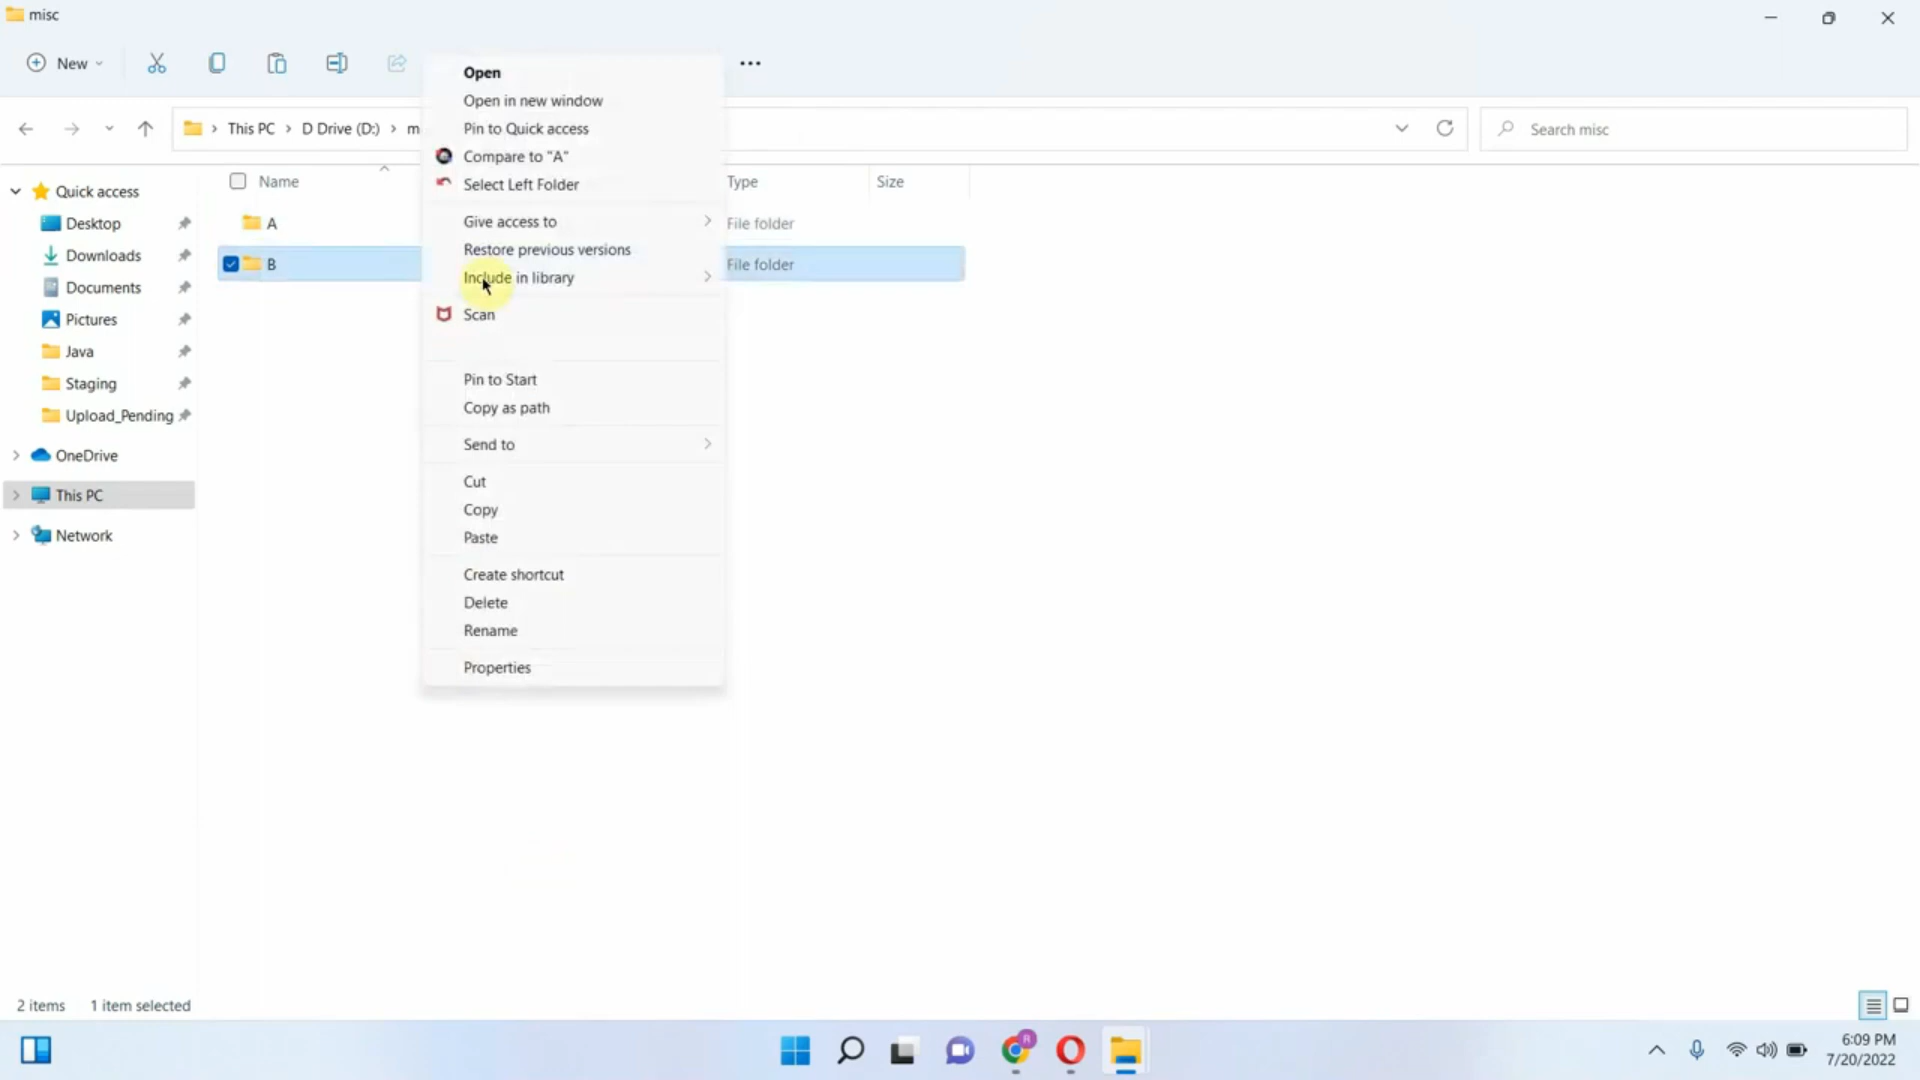 misc
New
This PC
D Drive (D:)
m
Search misc
Open
Open in new window
Pin to Quick access
Compare to "A"
Select Left Folder
Give access to
Restore previous versions
Include in library
Scan
Pin to Start
Copy as path
Send to
Cut
Copy
Paste
Create shortcut
Delete
Rename
Properties
Name
Type
Size
A
File folder
B
File folder
Quick access
Desktop
Downloads
Documents
Pictures
Java
Staging
Upload_Pending
OneDrive
This PC
Network
2 items
1 item selected
R
6:09 PM
7/20/2022